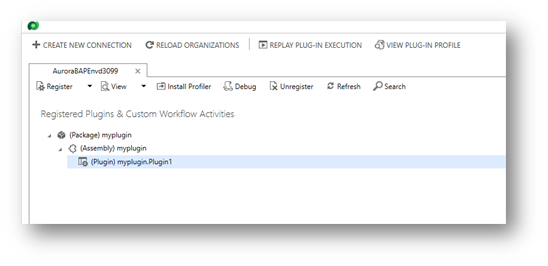 CREATE NEW CONNECTION RELOAD ORGANIZATIONS REPLAY PLUG-IN EXECUTION VIEW PLUG-IN PROFILE
AuroraBAPEnvd3099
Register View Install Profiler Debug Unregister Refresh Search
Registered Plugins & Custom Workflow Activities
(Package) myplugin
(Assembly) myplugin
(Plugin) myplugin.Plugin1